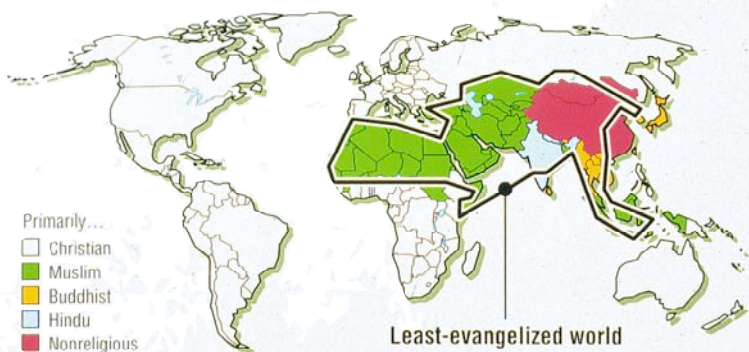 Primarily...
Christian
Muslim
Buddhist
Hindu
Nonreligious
Least-evangelized world